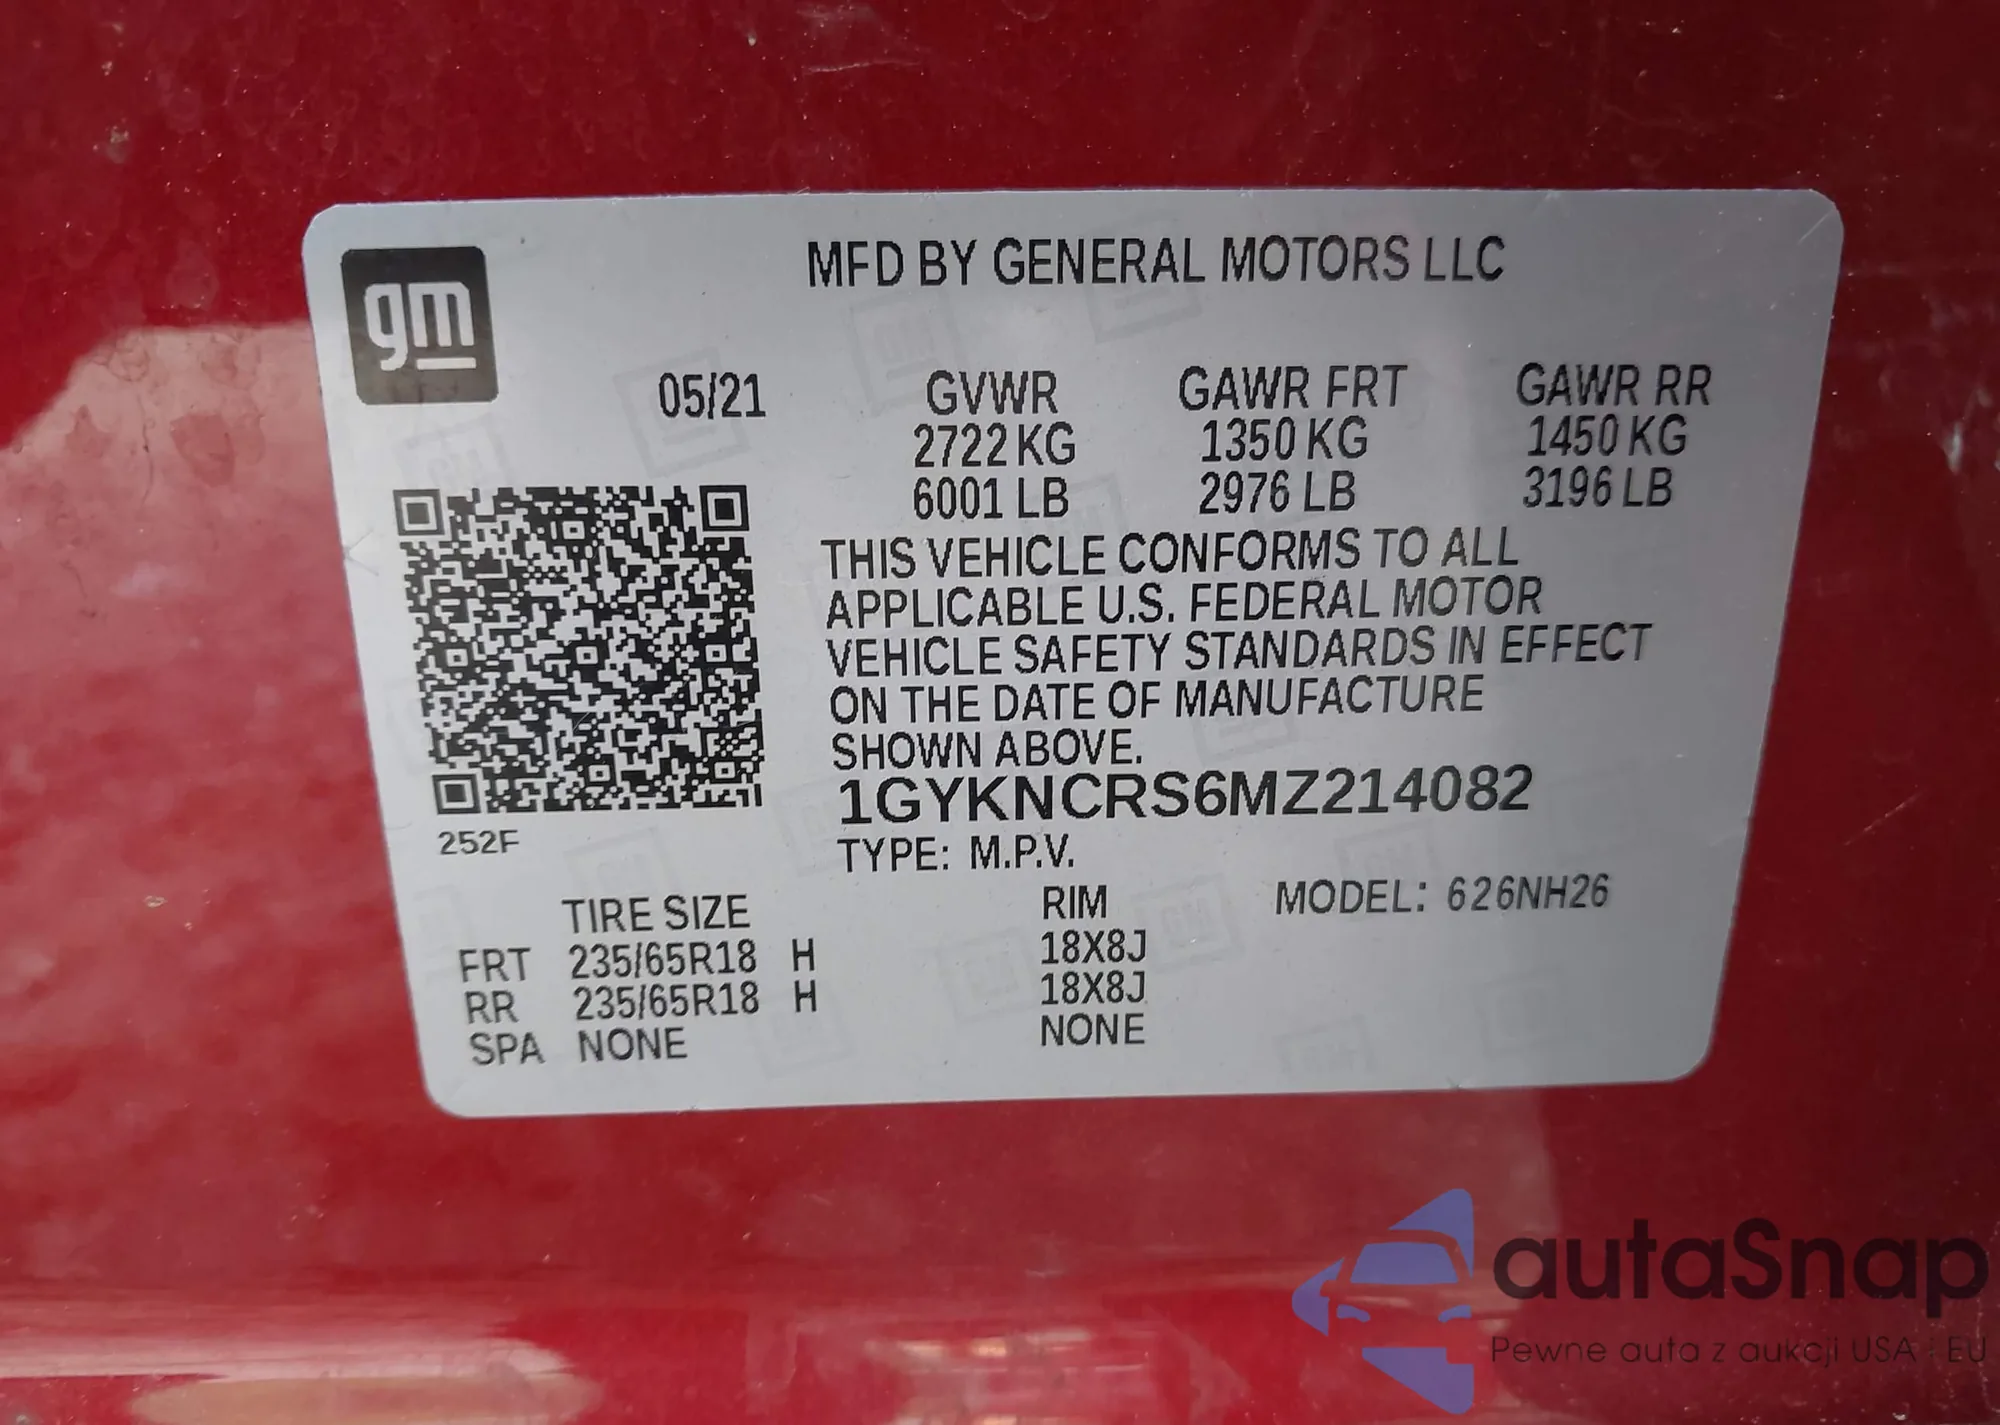 gm
MFD BY GENERAL MOTORS LLC
05/21 GVWR GAWR FRT GAWR RR
2722 KG 1350 KG 1450 KG
6001 LB 2976 LB 3196 LB
THIS VEHICLE CONFORMS TO ALL
APPLICABLE U.S. FEDERAL MOTOR
VEHICLE SAFETY STANDARDS IN EFFECT
ON THE DATE OF MANUFACTURE
SHOWN ABOVE.
1GYKNCRS6MZ214082
252F
TYPE: M.P.V.
TIRE SIZE RIM MODEL: 626NH26
FRT 235/65R18 H 18X8J
RR 235/65R18 H 18X8J
SPA NONE NONE
autaSnap
Pewne auta z aukcji USA i EU